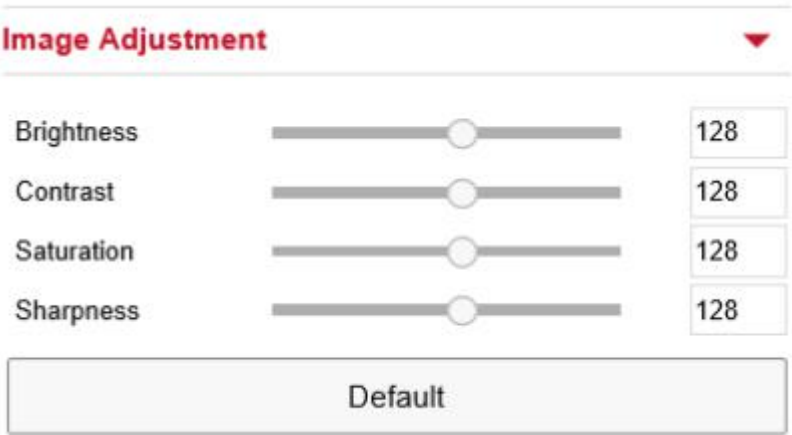 Image Adjustment
Brightness 128
Contrast 128
Saturation 128
Sharpness 128
Default